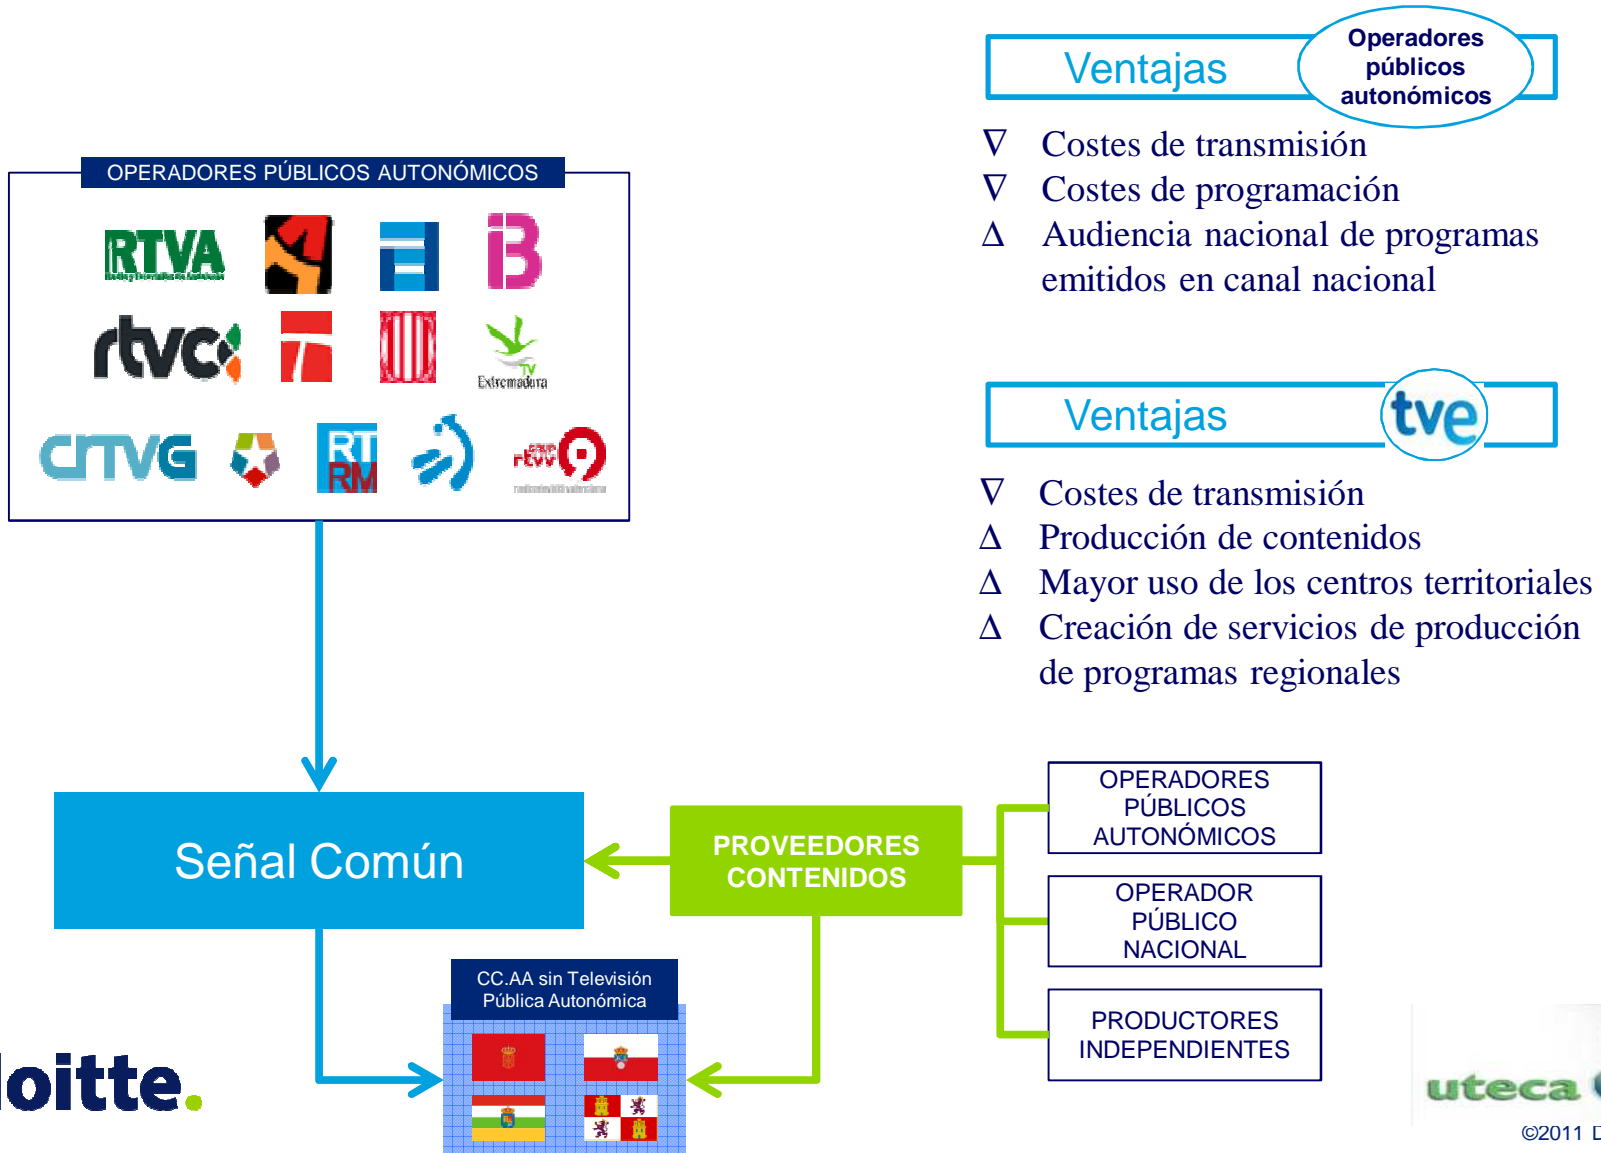 Ventajas
Operadores
públicos
autonómicos
∇ Costes de transmisión
∇ Costes de programación
Δ Audiencia nacional de programas
emitidos en canal nacional
OPERADORES PÚBLICOS AUTONÓMICOS
RTVA
B
rtvc
TV
Extremadura
CRTVG
RT
RM
rtvv
Ventajas
tve
∇ Costes de transmisión
Δ Producción de contenidos
Δ Mayor uso de los centros territoriales
Δ Creación de servicios de producción
de programas regionales
Señal Común
PROVEEDORES
CONTENIDOS
OPERADORES
PÚBLICOS
AUTONÓMICOS
OPERADOR
PÚBLICO
NACIONAL
PRODUCTORES
INDEPENDIENTES
CC.AA sin Televisión
Pública Autonómica
loitte.
uteca
©2011 D